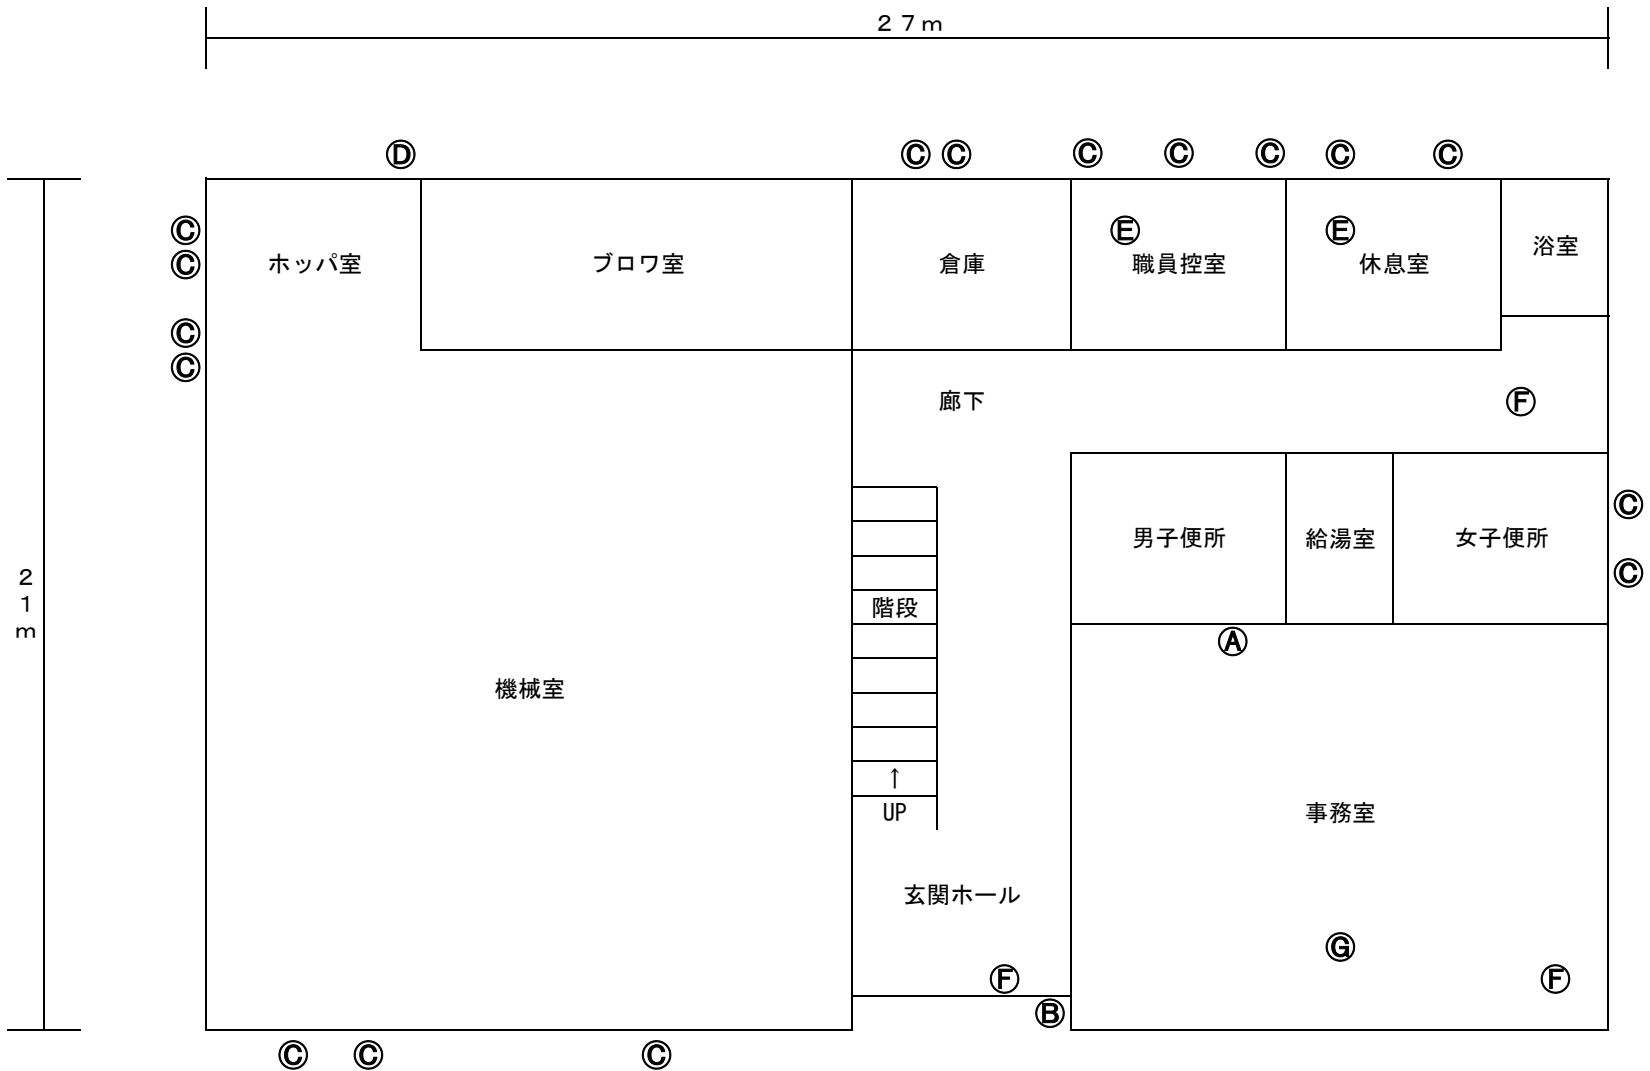 ２７ｍ
Ⓓ Ⓒ Ⓒ Ⓒ Ⓒ Ⓒ Ⓒ Ⓒ
Ⓒ Ⓔ Ⓔ
浴室
Ⓒ ホッパ室 ブロワ室 倉庫 職員控室 休息室
Ⓒ
Ⓒ
廊下 Ⓕ
Ⓒ
男子便所 給湯室 女子便所
Ⓒ
２１ｍ
階段
Ⓐ
機械室
↑
UP
事務室
玄関ホール
Ⓖ
Ⓕ Ⓕ
Ⓑ
Ⓒ Ⓒ Ⓒ